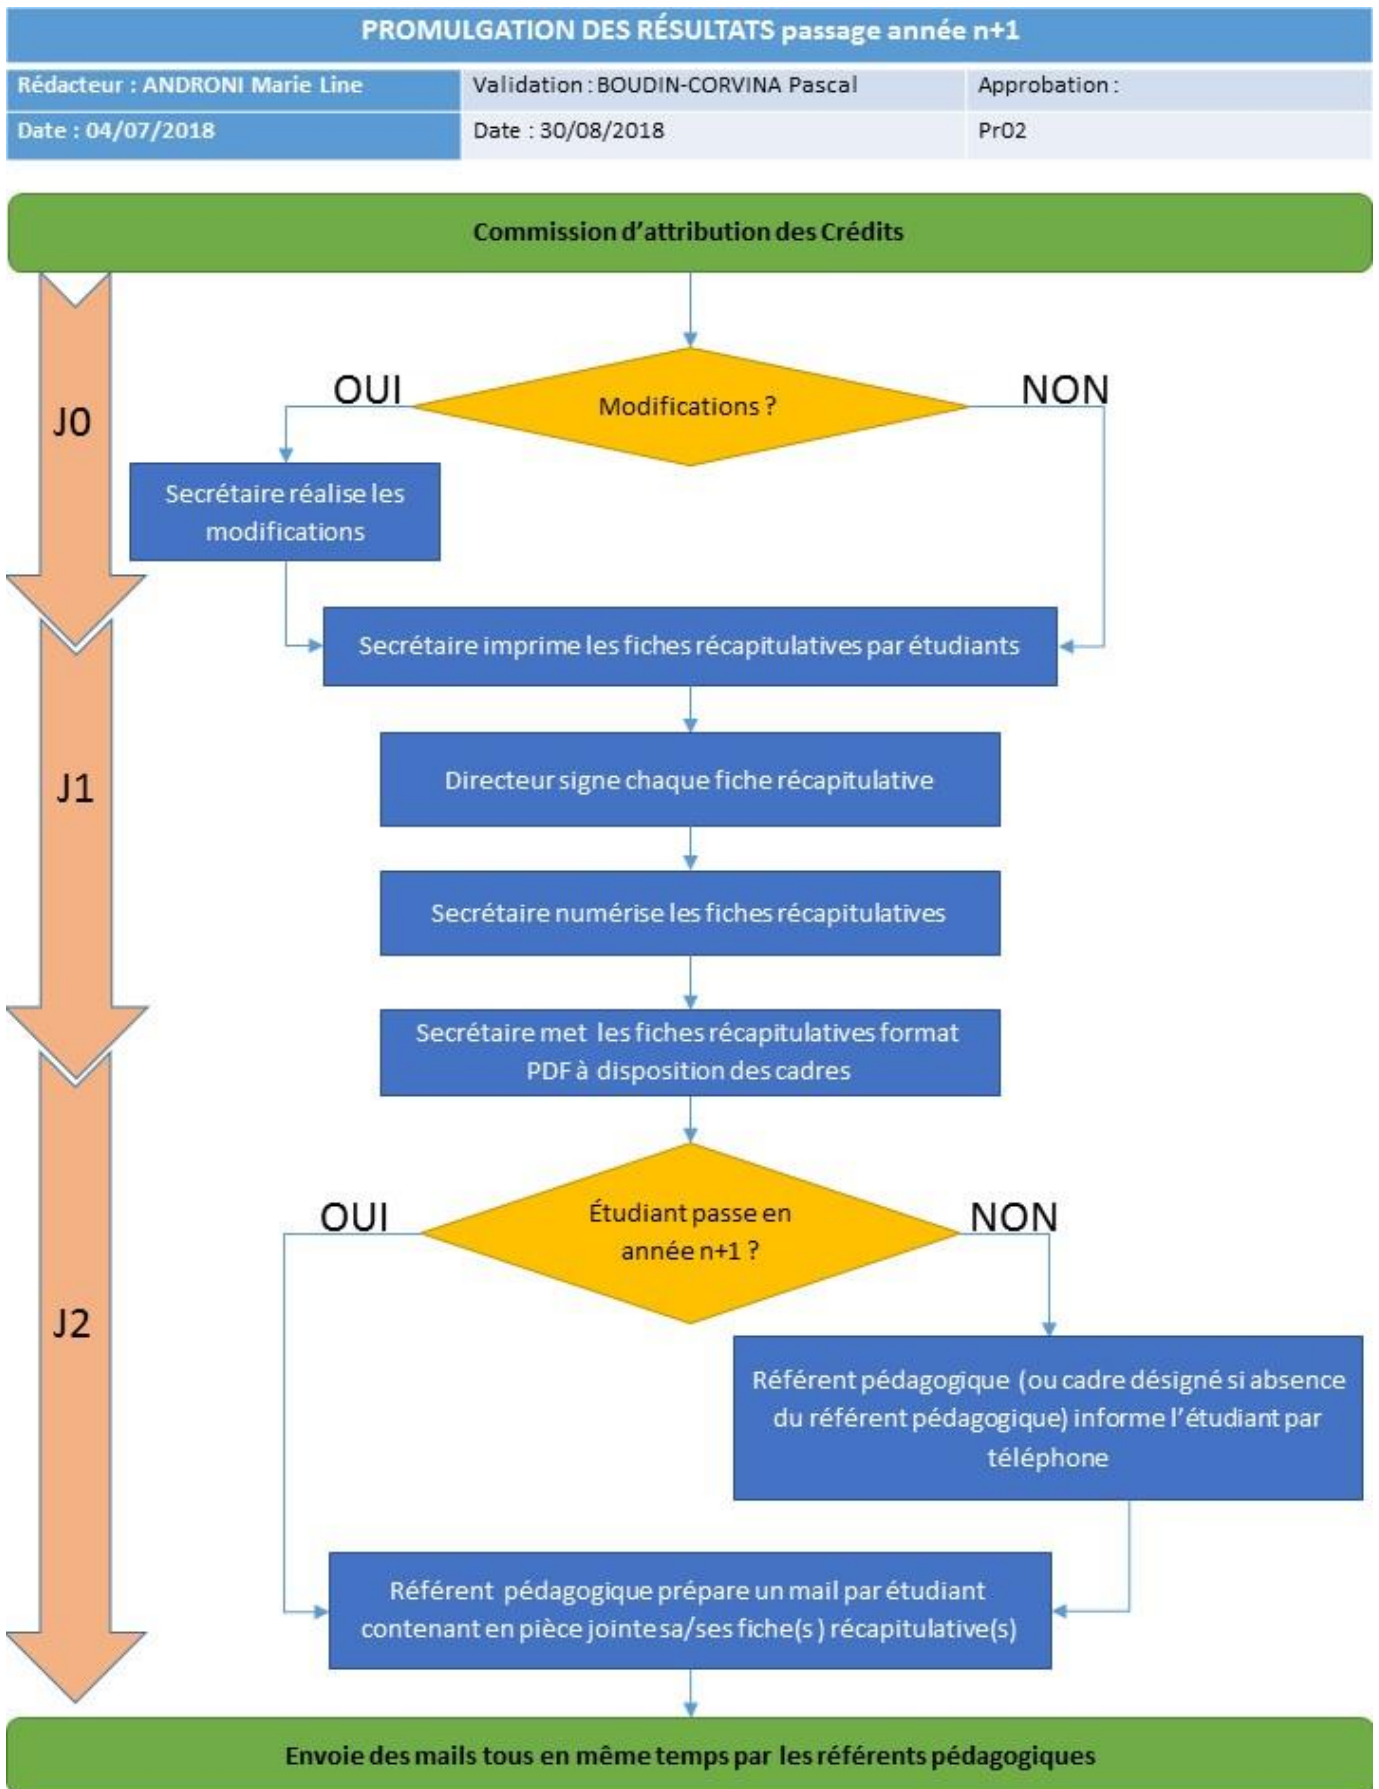 PROMULGATION DES RÉSULTATS passage année n+1
Rédacteur : ANDRONI Marie Line
Validation : BOUDIN-CORVINA Pascal
Approbation :
Date : 04/07/2018
Date : 30/08/2018
Pr02
Commission d'attribution des Crédits
J0
OUI
Modifications ?
NON
Secrétaire réalise les
modifications
Secrétaire imprime les fiches récapitulatives par étudiants
J1
Directeur signe chaque fiche récapitulative
Secrétaire numérise les fiches récapitulatives
Secrétaire met les fiches récapitulatives format
PDF à disposition des cadres
J2
OUI
Étudiant passe en
année n+1 ?
NON
Référent pédagogique (ou cadre désigné si absence
du référent pédagogique) informe l'étudiant par
téléphone
Référent pédagogique prépare un mail par étudiant
contenant en pièce jointe sa/ses fiche(s) récapitulative(s)
Envoie des mails tous en même temps par les référents pédagogiques